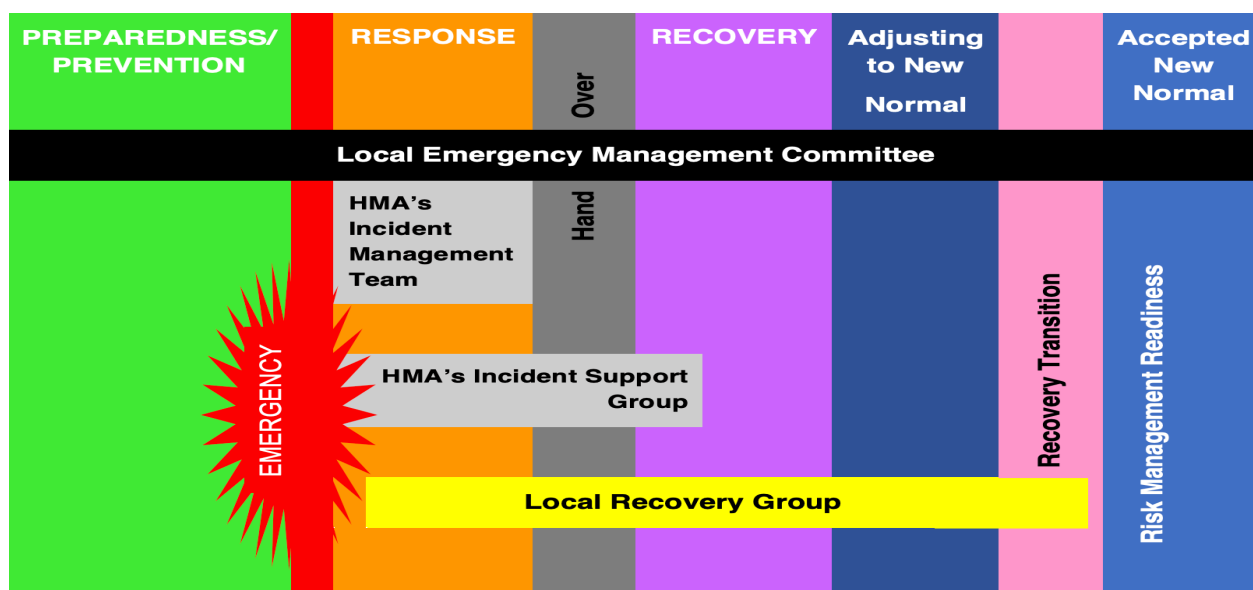 PREPAREDNESS/
PREVENTION
RESPONSE
Hand Over
RECOVERY
Adjusting
to New
Normal
Accepted
New
Normal
Local Emergency Management Committee
HMA's
Incident
Management
Team
EMERGENCY
HMA's Incident Support
Group
Local Recovery Group
Recovery Transition
Risk Management Readiness